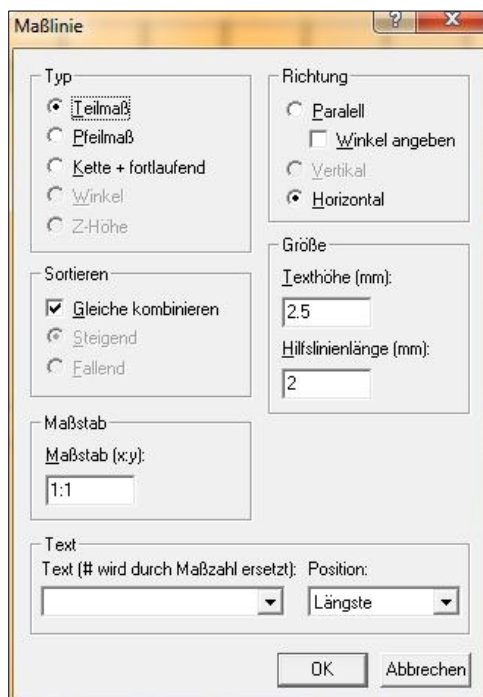 Maßlinie
Typ
Teilmaß
Pfeilmaß
Kette + fortlaufend
Winkel
Z-Höhe
Richtung
Paralell
Winkel angeben
Vertikal
Horizontal
Sortieren
Gleiche kombinieren
Steigend
Fallend
Größe
Texthöhe (mm):
2.5
Hilfslinienlänge (mm):
2
Maßstab
Maßstab (x:y):
1:1
Text
Text (# wird durch Maßzahl ersetzt): Position:
Längste
OK Abbrechen